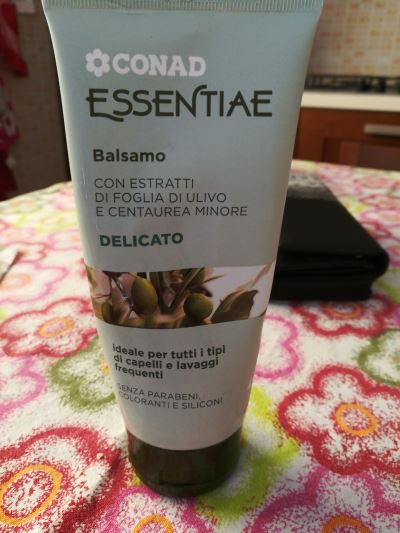 CONAD
ESSENTIAE
Balsamo
CON ESTRATTI
DI FOGLIA DI ULIVO
E CENTAUREA MINORE
DELICATO
ideale per tutti i tipi
di capelli e lavaggi
frequenti
SENZA PARABENI,
COLORANTI E SILICONI